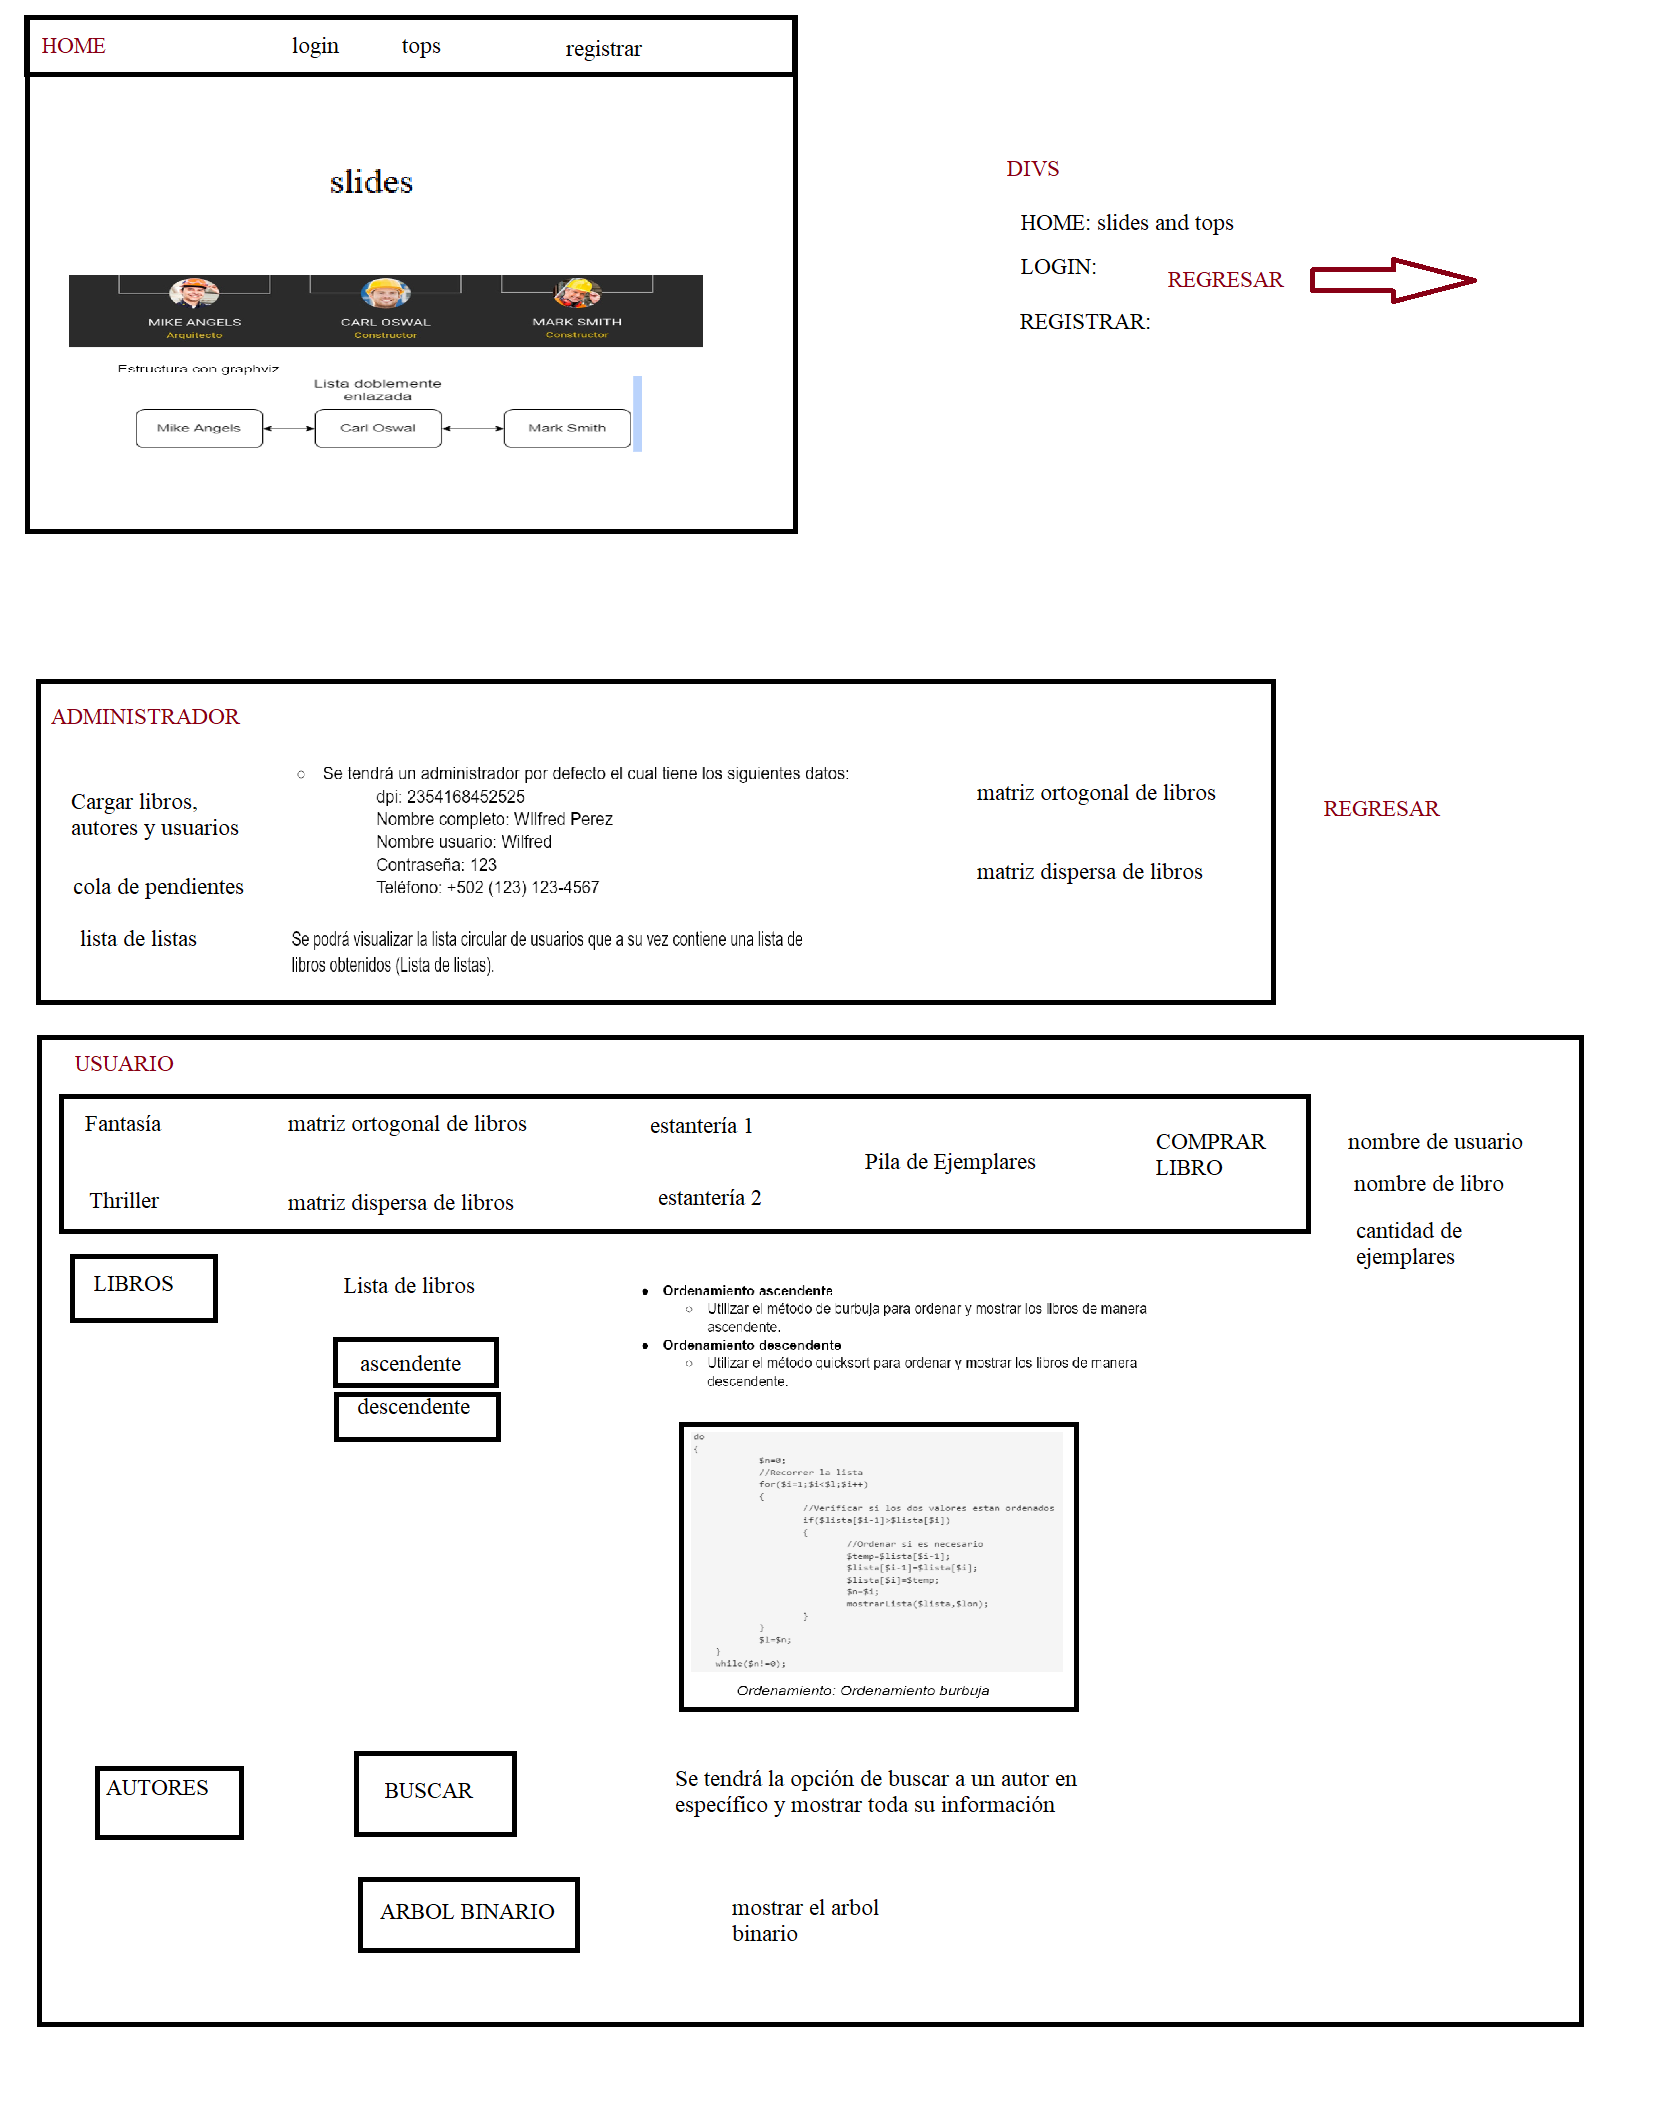 HOME
login
tops
registrar
slides
MIKE ANGELS
Arquitecto
CARL OSWAL
Constructor
MARK SMITH
Constructor
Estructura con graphviz
Lista doblemente
enlazada
Mike Angels
Carl Oswal
Mark Smith
DIVS
HOME: slides and tops
LOGIN:
REGRESAR
REGISTRAR:
ADMINISTRADOR
Cargar libros,
autores y usuarios
cola de pendientes
lista de listas
○ Se tendrá un administrador por defecto el cual tiene los siguientes datos:
dpi: 2354168452525
Nombre completo: WIlfred Perez
Nombre usuario: Wilfred
Contraseña: 123
Teléfono: +502 (123) 123-4567
Se podrá visualizar la lista circular de usuarios que a su vez contiene una lista de
libros obtenidos (Lista de listas).
matriz ortogonal de libros
matriz dispersa de libros
REGRESAR
USUARIO
Fantasía
matriz ortogonal de libros
estantería 1
Thriller
matriz dispersa de libros
estantería 2
Pila de Ejemplares
COMPRAR
LIBRO
nombre de usuario
nombre de libro
cantidad de
ejemplares
LIBROS
Lista de libros
ascendente
descendente
● Ordenamiento ascendente
○ Utilizar el método de burbuja para ordenar y mostrar los libros de manera
ascendente.
● Ordenamiento descendente
○ Utilizar el método quicksort para ordenar y mostrar los libros de manera
descendente.
do
{
$n=0;
//Recorrer la lista
for($i=1;$i<$l;$i++)
{
//Verificar si los dos valores estan ordenados
if($lista[$i-1]>$lista[$i])
{
//Ordenar si es necesario
$temp=$lista[$i-1];
$lista[$i-1]=$lista[$i];
$lista[$i]=$temp;
$n=$i;
mostrarLista($lista,$lon);
}
}
$l=$n;
}
while($n!=0);
Ordenamiento: Ordenamiento burbuja
AUTORES
BUSCAR
Se tendrá la opción de buscar a un autor en
específico y mostrar toda su información
ARBOL BINARIO
mostrar el arbol
binario